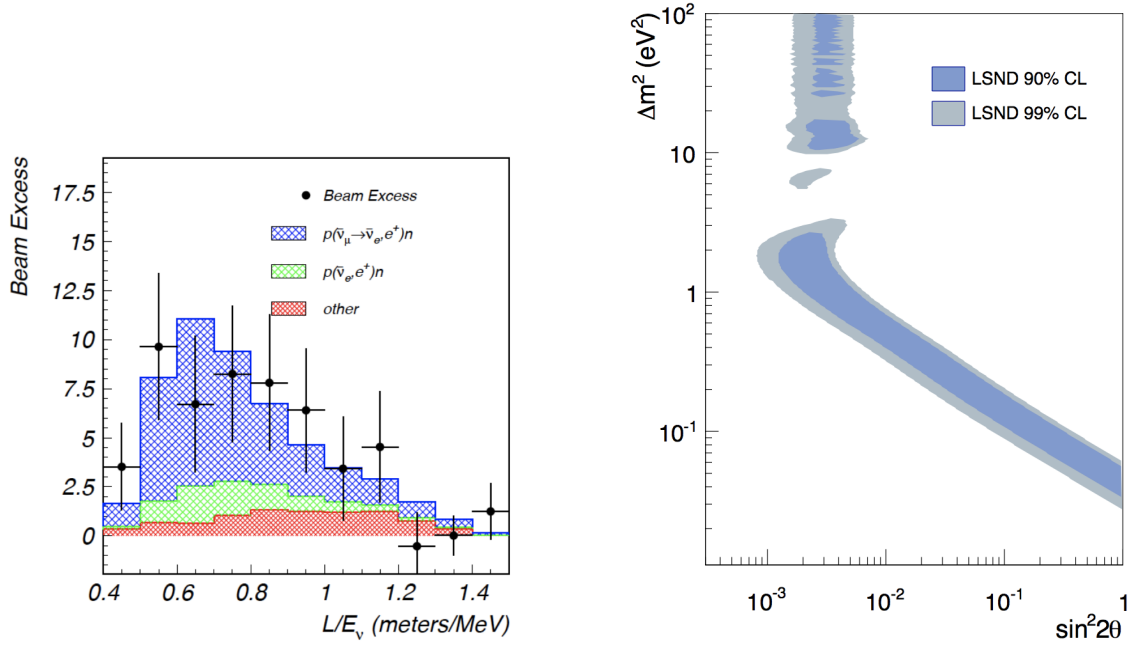 Beam Excess
17.5
15
12.5
10
7.5
5
2.5
0
0.4 0.6 0.8 1 1.2 1.4
L/Eν (meters/MeV)
Beam Excess
p(ν̄μ→ν̄e,e⁺)n
p(ν̄e,e⁺)n
other
Δm² (eV²)
10²
10
1
10⁻¹
10⁻³ 10⁻² 10⁻¹ 1
sin²2θ
LSND 90% CL
LSND 99% CL